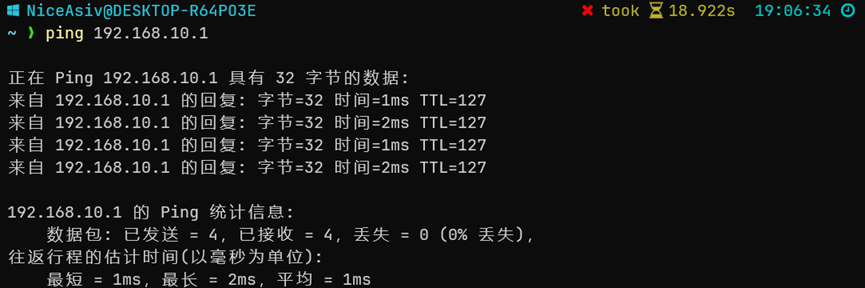 NiceAsiv@DESKTOP-R64PO3E took 18.922s 19:06:34
~ ❯ ping 192.168.10.1
正在 Ping 192.168.10.1 具有 32 字节的数据:
来自 192.168.10.1 的回复: 字节=32 时间=1ms TTL=127
来自 192.168.10.1 的回复: 字节=32 时间=2ms TTL=127
来自 192.168.10.1 的回复: 字节=32 时间=1ms TTL=127
来自 192.168.10.1 的回复: 字节=32 时间=2ms TTL=127
192.168.10.1 的 Ping 统计信息:
数据包: 已发送 = 4，已接收 = 4，丢失 = 0 (0% 丢失)，
往返行程的估计时间(以毫秒为单位):
最短 = 1ms，最长 = 2ms，平均 = 1ms